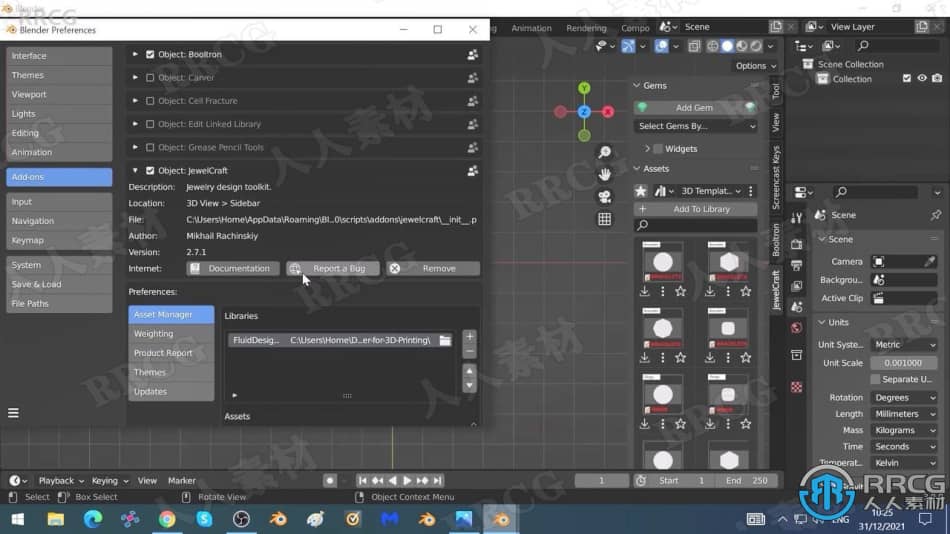 Blender
Blender Preferences
Interface
Themes
Viewport
Lights
Editing
Animation
Add-ons
Input
Navigation
Keymap
System
Save & Load
File Paths
Object: Booltron
Object: Carver
Object: Cell Fracture
Object: Edit Linked Library
Object: Grease Pencil Tools
Object: JewelCraft
Description: Jewelry design toolkit.
Location: 3D View > Sidebar
File: C:\Users\Home\AppData\Roaming\Bl...0\scripts\addons\jewelcraft\__init__.p
Author: Mikhail Rachinskiy
Version: 2.7.1
Internet: Documentation Report a Bug Remove
Preferences:
Asset Manager
Weighting
Product Report
Themes
Updates
Libraries
FluidDesig... C:\Users\Home\D...er-for-3D-Printing\
Assets
Animation Rendering Compo Scene View Layer
Options
Gems
Add Gem
Select Gems By...
Widgets
Assets
3D Templat..
Add To Library
Tool
View
Screencast Keys
Booltron
JewelCraft
Scene Collection
Collection
Scene
Scene
Camera
Backgrou..
Active Clip
Units
Unit Syste.. Metric
Unit Scale 0.001000
Separate U...
Rotation Degrees
Length Millimeters
Mass Kilograms
Time Seconds
Temperat.. Kelvin
Playback Keying View Marker
1 Start 1 End 250
Select Box Select Rotate View Object Context Menu
ENG
10:25
31/12/2021
RRCG
人人素材